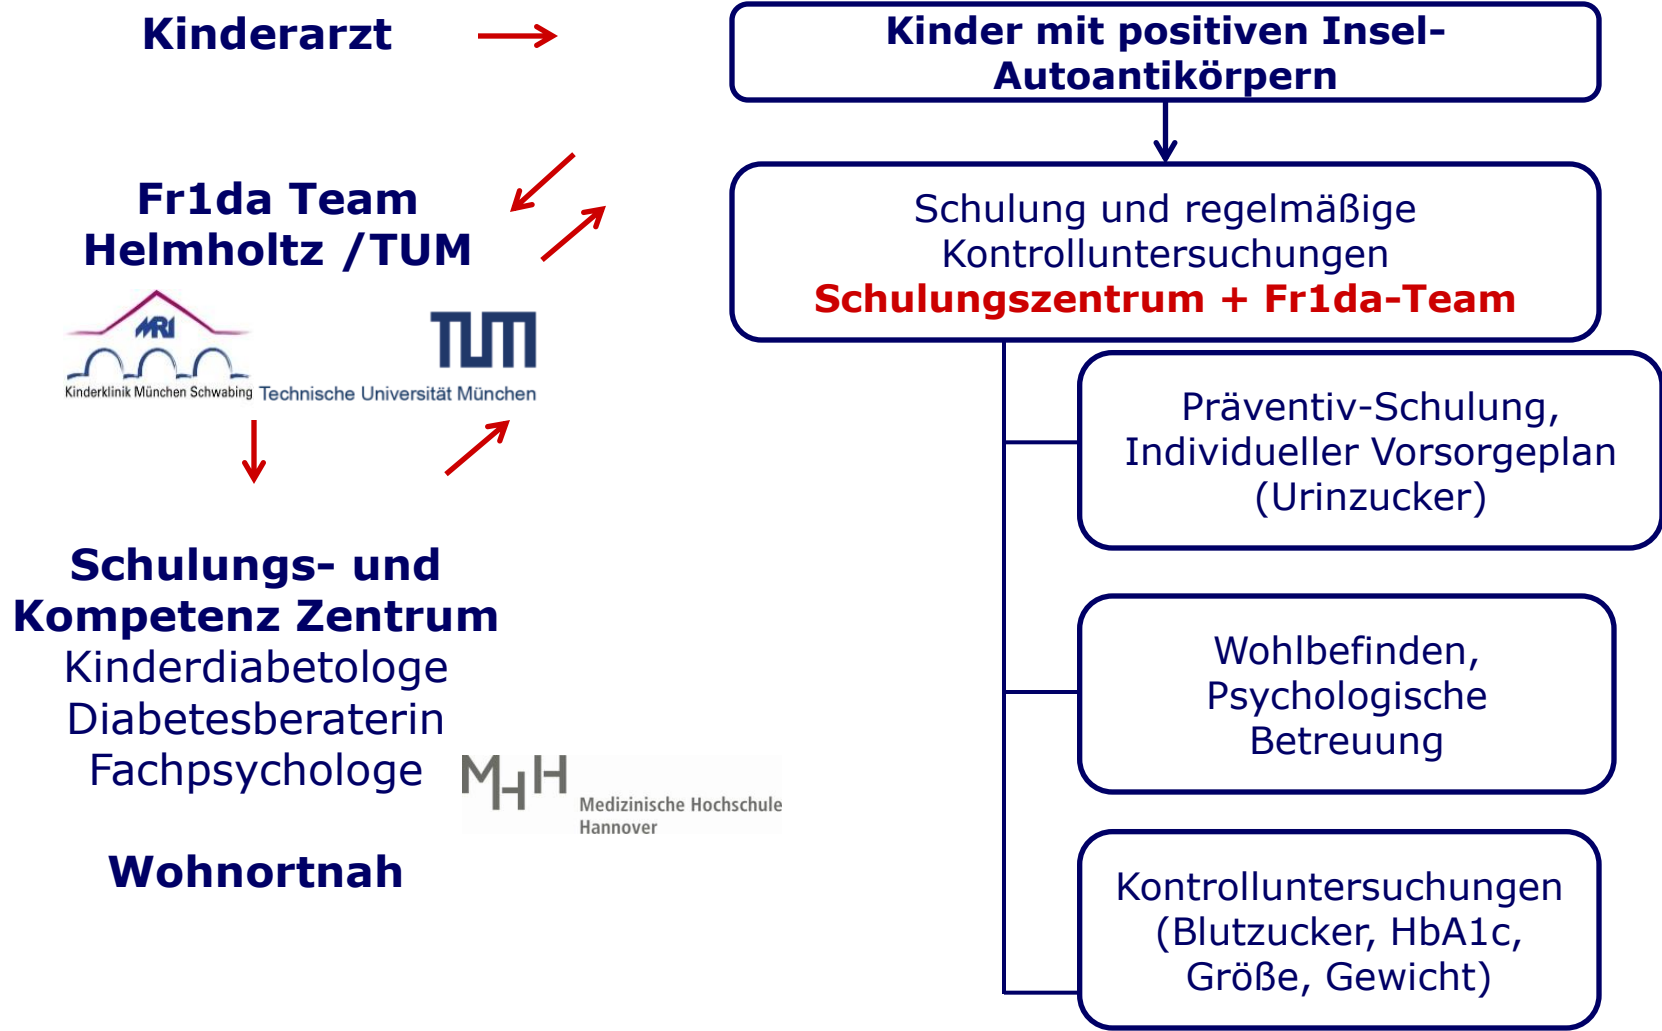 Kinderarzt
Fr1da Team
Helmholtz /TUM
MRI
Kinderklinik München Schwabing
TUM
Technische Universität München
Schulungs- und
Kompetenz Zentrum
Kinderdiabetologe
Diabetesberaterin
Fachpsychologe
MHH
Medizinische Hochschule
Hannover
Wohnortnah
Kinder mit positiven Insel-
Autoantikörpern
Schulung und regelmäßige
Kontrolluntersuchungen
Schulungszentrum + Fr1da-Team
Präventiv-Schulung,
Individueller Vorsorgeplan
(Urinzucker)
Wohlbefinden,
Psychologische
Betreuung
Kontrolluntersuchungen
(Blutzucker, HbA1c,
Größe, Gewicht)